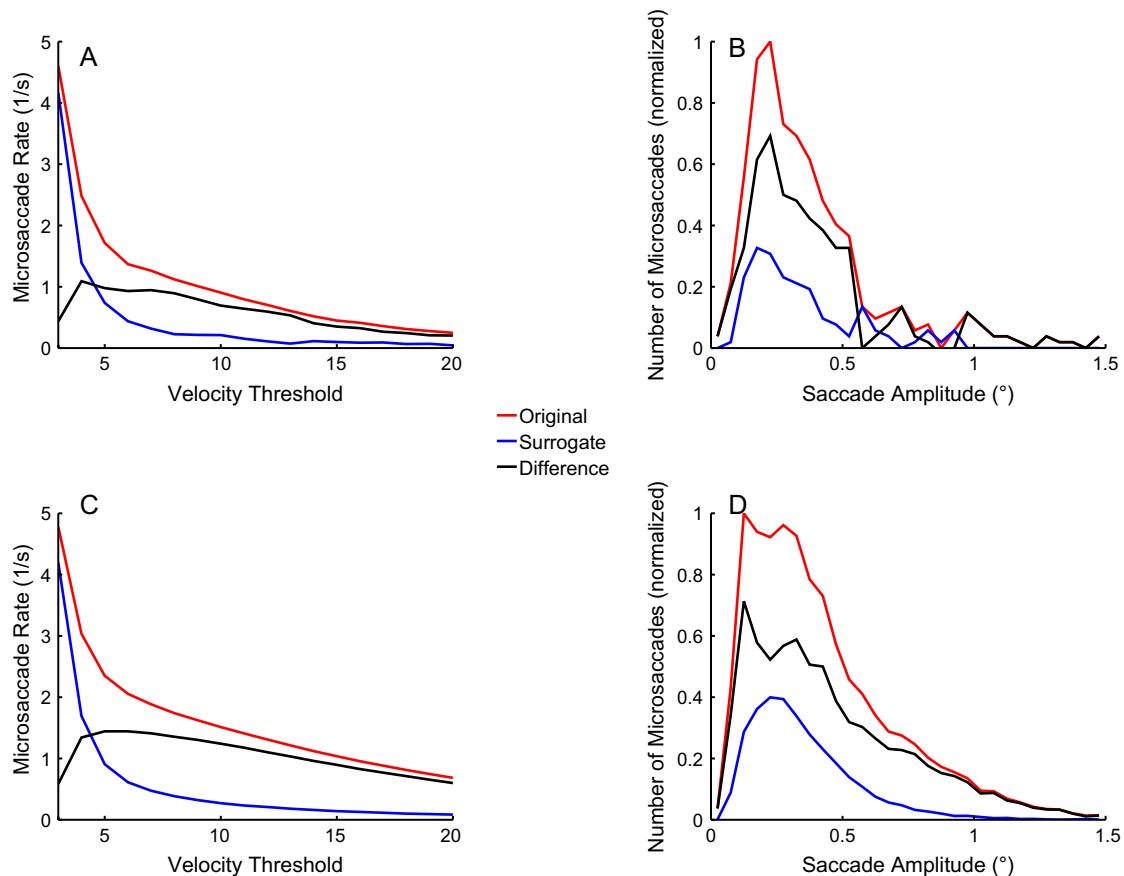 A
5
4
3
2
1
0
5
10
15
20
Microsaccade Rate (1/s)
Velocity Threshold
B
1
0.8
0.6
0.4
0.2
0
0
0.5
1
1.5
Number of Microsaccades (normalized)
Saccade Amplitude (°)
Original
Surrogate
Difference
C
5
4
3
2
1
0
5
10
15
20
Microsaccade Rate (1/s)
Velocity Threshold
D
1
0.8
0.6
0.4
0.2
0
0
0.5
1
1.5
Number of Microsaccades (normalized)
Saccade Amplitude (°)